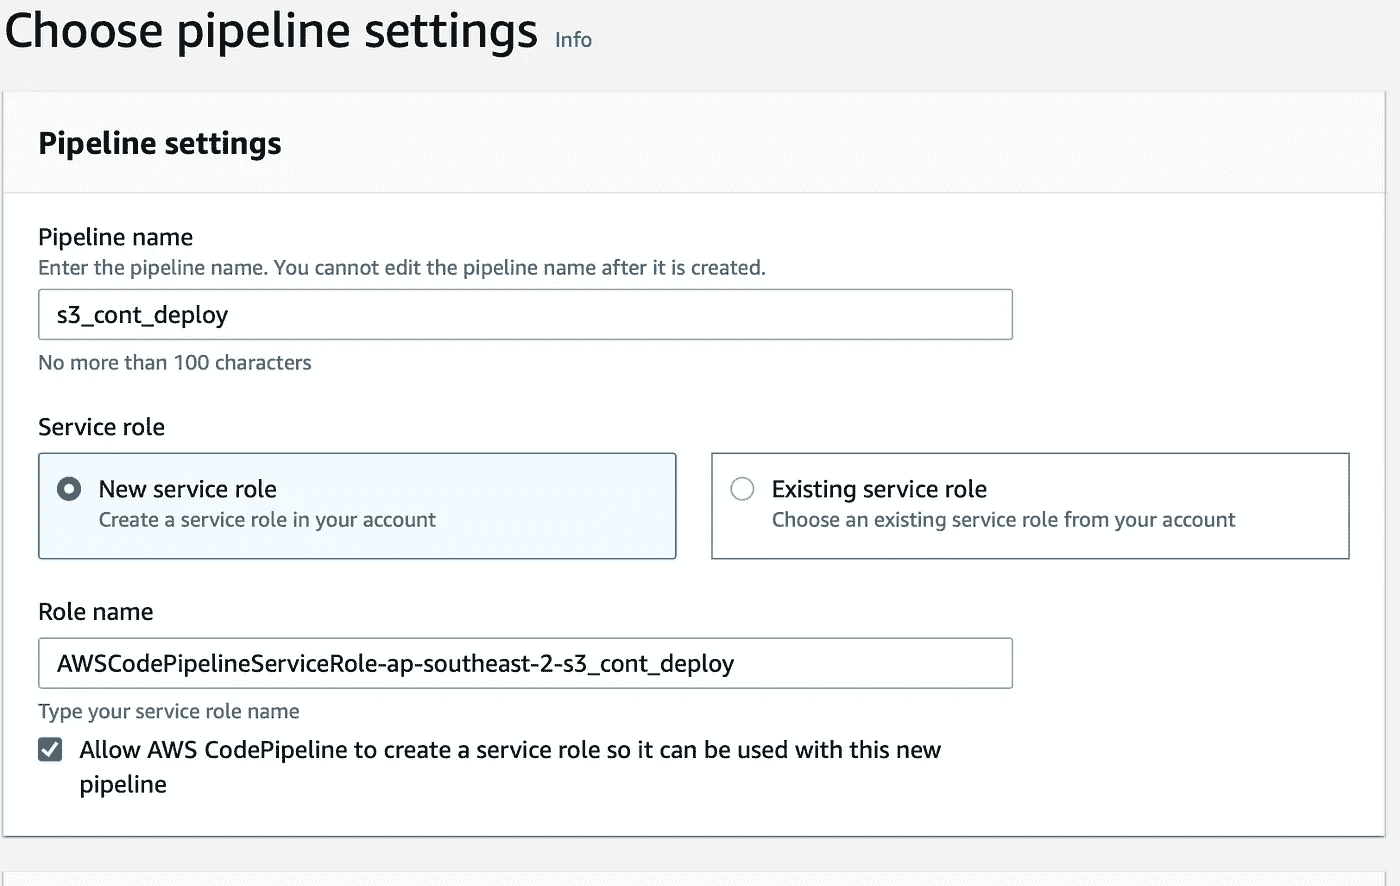 Choose pipeline settings Info
Pipeline settings
Pipeline name
Enter the pipeline name. You cannot edit the pipeline name after it is created.
s3_cont_deploy
No more than 100 characters
Service role
New service role
Create a service role in your account
Existing service role
Choose an existing service role from your account
Role name
AWSCodePipelineServiceRole-ap-southeast-2-s3_cont_deploy
Type your service role name
Allow AWS CodePipeline to create a service role so it can be used with this new
pipeline